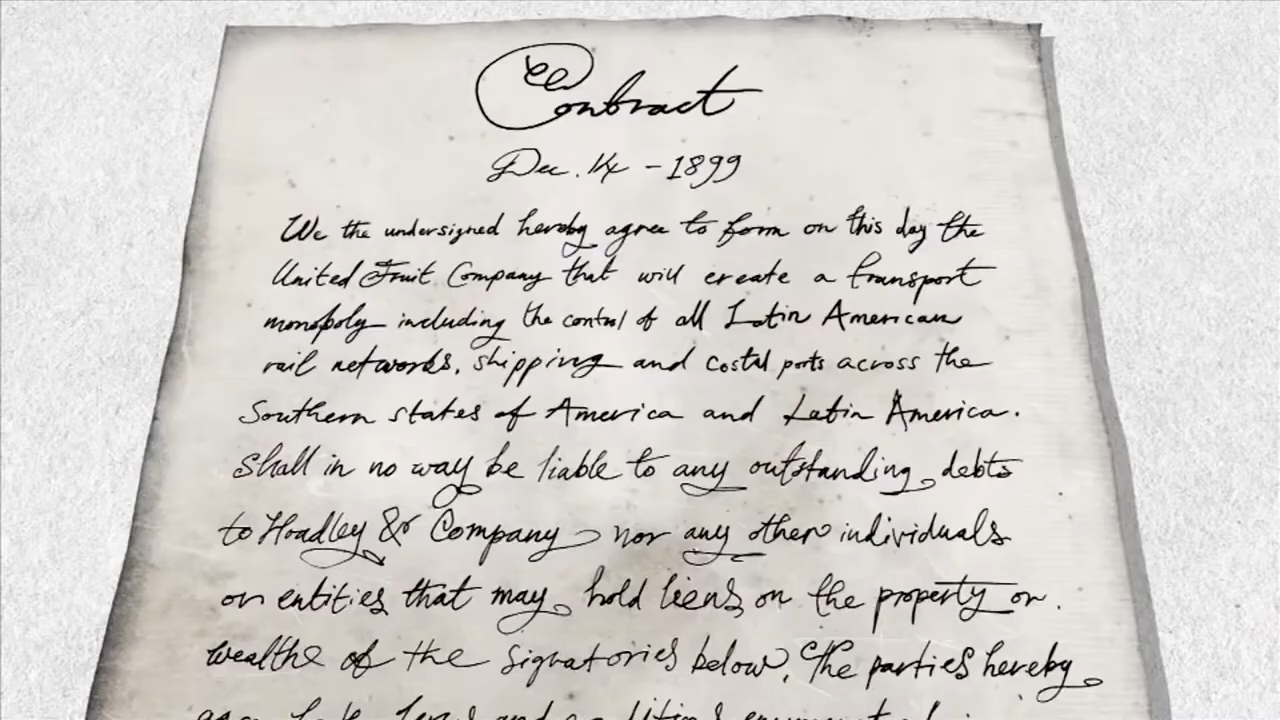 Contract
Dec. 14 - 1899
We the undersigned hereby agree to form on this day the
United Fruit Company that will create a transport
monopoly including the control of all Latin American
rail networks, shipping and costal ports across the
Southern states of America and Latin America.
Shall in no way be liable to any outstanding debts
to Hoadley & Company nor any other individuals
or entities that may hold liens on the property or
wealthe of the signatories below. The parties hereby